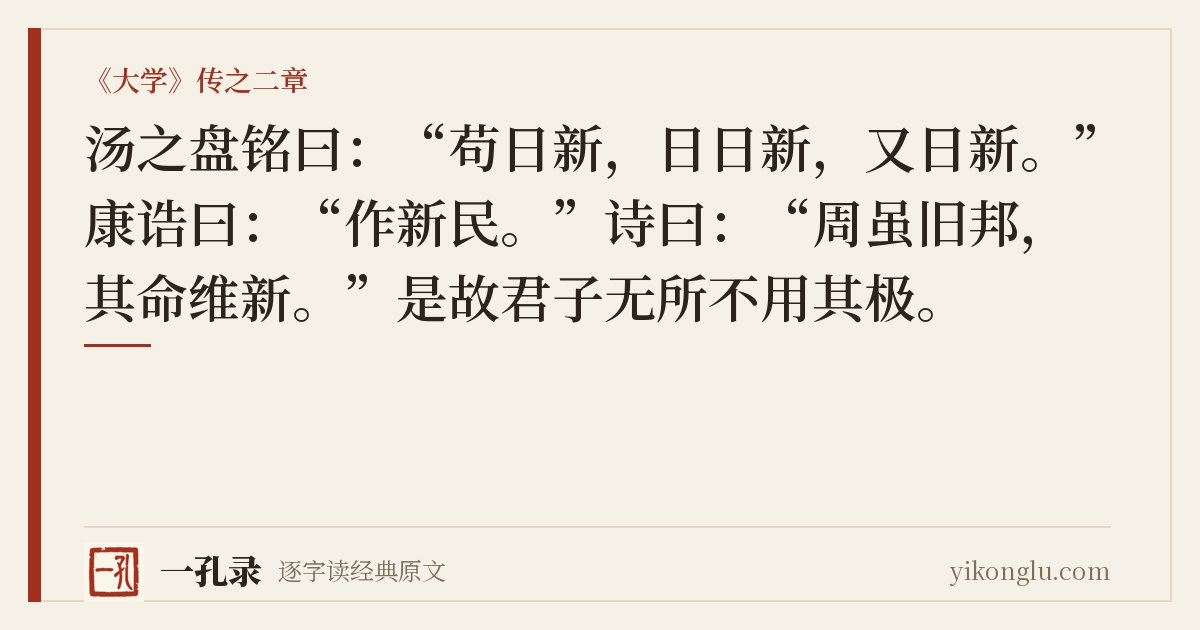 《大学》传之二章
汤之盘铭曰：“苟日新，日日新，又日新。”
康诰曰：“作新民。”诗曰：“周虽旧邦，
其命维新。”是故君子无所不用其极。
一孔 一孔录 逐字读经典原文 yikonglu.com